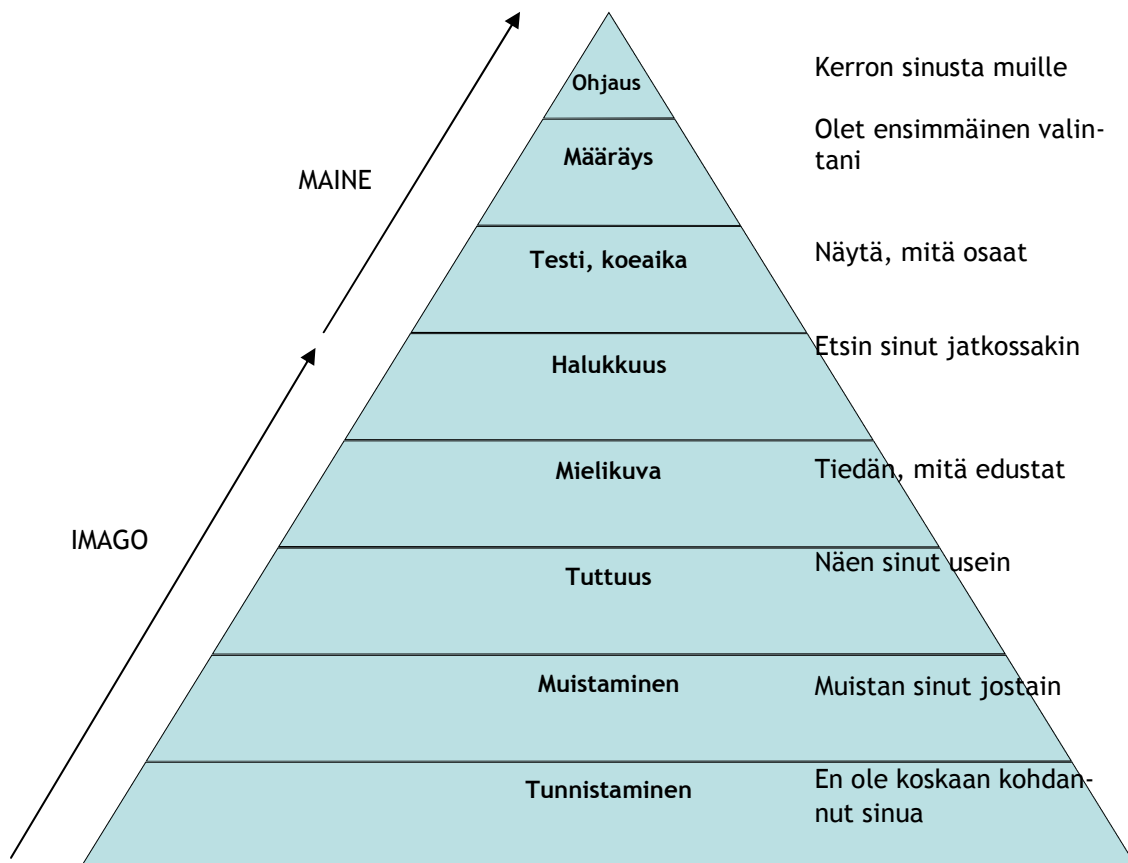 Kerron sinusta muille
Ohjaus
Olet ensimmäinen valin-
tani
Määräys
MAINE
Näytä, mitä osaat
Testi, koeaika
Etsin sinut jatkossakin
Halukkuus
Mielikuva
Tiedän, mitä edustat
IMAGO
Näen sinut usein
Tuttuus
Muistaminen
Muistan sinut jostain
En ole koskaan kohdan-
nut sinua
Tunnistaminen